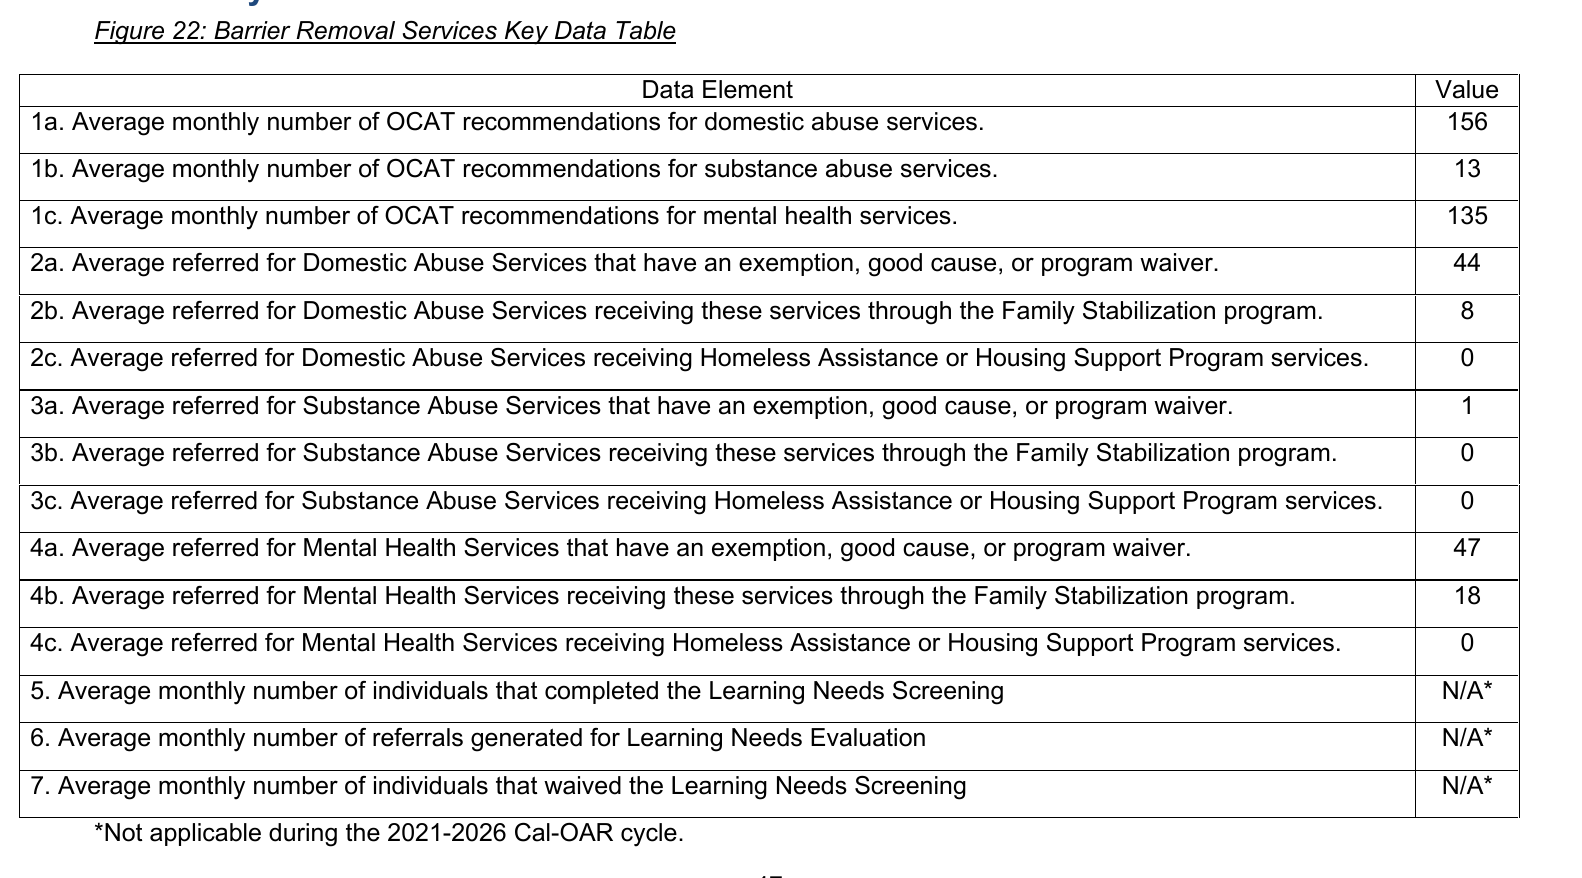 Figure 22: Barrier Removal Services Key Data Table
Data Element Value
1a. Average monthly number of OCAT recommendations for domestic abuse services. 156
1b. Average monthly number of OCAT recommendations for substance abuse services. 13
1c. Average monthly number of OCAT recommendations for mental health services. 135
2a. Average referred for Domestic Abuse Services that have an exemption, good cause, or program waiver. 44
2b. Average referred for Domestic Abuse Services receiving these services through the Family Stabilization program. 8
2c. Average referred for Domestic Abuse Services receiving Homeless Assistance or Housing Support Program services. 0
3a. Average referred for Substance Abuse Services that have an exemption, good cause, or program waiver. 1
3b. Average referred for Substance Abuse Services receiving these services through the Family Stabilization program. 0
3c. Average referred for Substance Abuse Services receiving Homeless Assistance or Housing Support Program services. 0
4a. Average referred for Mental Health Services that have an exemption, good cause, or program waiver. 47
4b. Average referred for Mental Health Services receiving these services through the Family Stabilization program. 18
4c. Average referred for Mental Health Services receiving Homeless Assistance or Housing Support Program services. 0
5. Average monthly number of individuals that completed the Learning Needs Screening N/A*
6. Average monthly number of referrals generated for Learning Needs Evaluation N/A*
7. Average monthly number of individuals that waived the Learning Needs Screening N/A*
*Not applicable during the 2021-2026 Cal-OAR cycle.